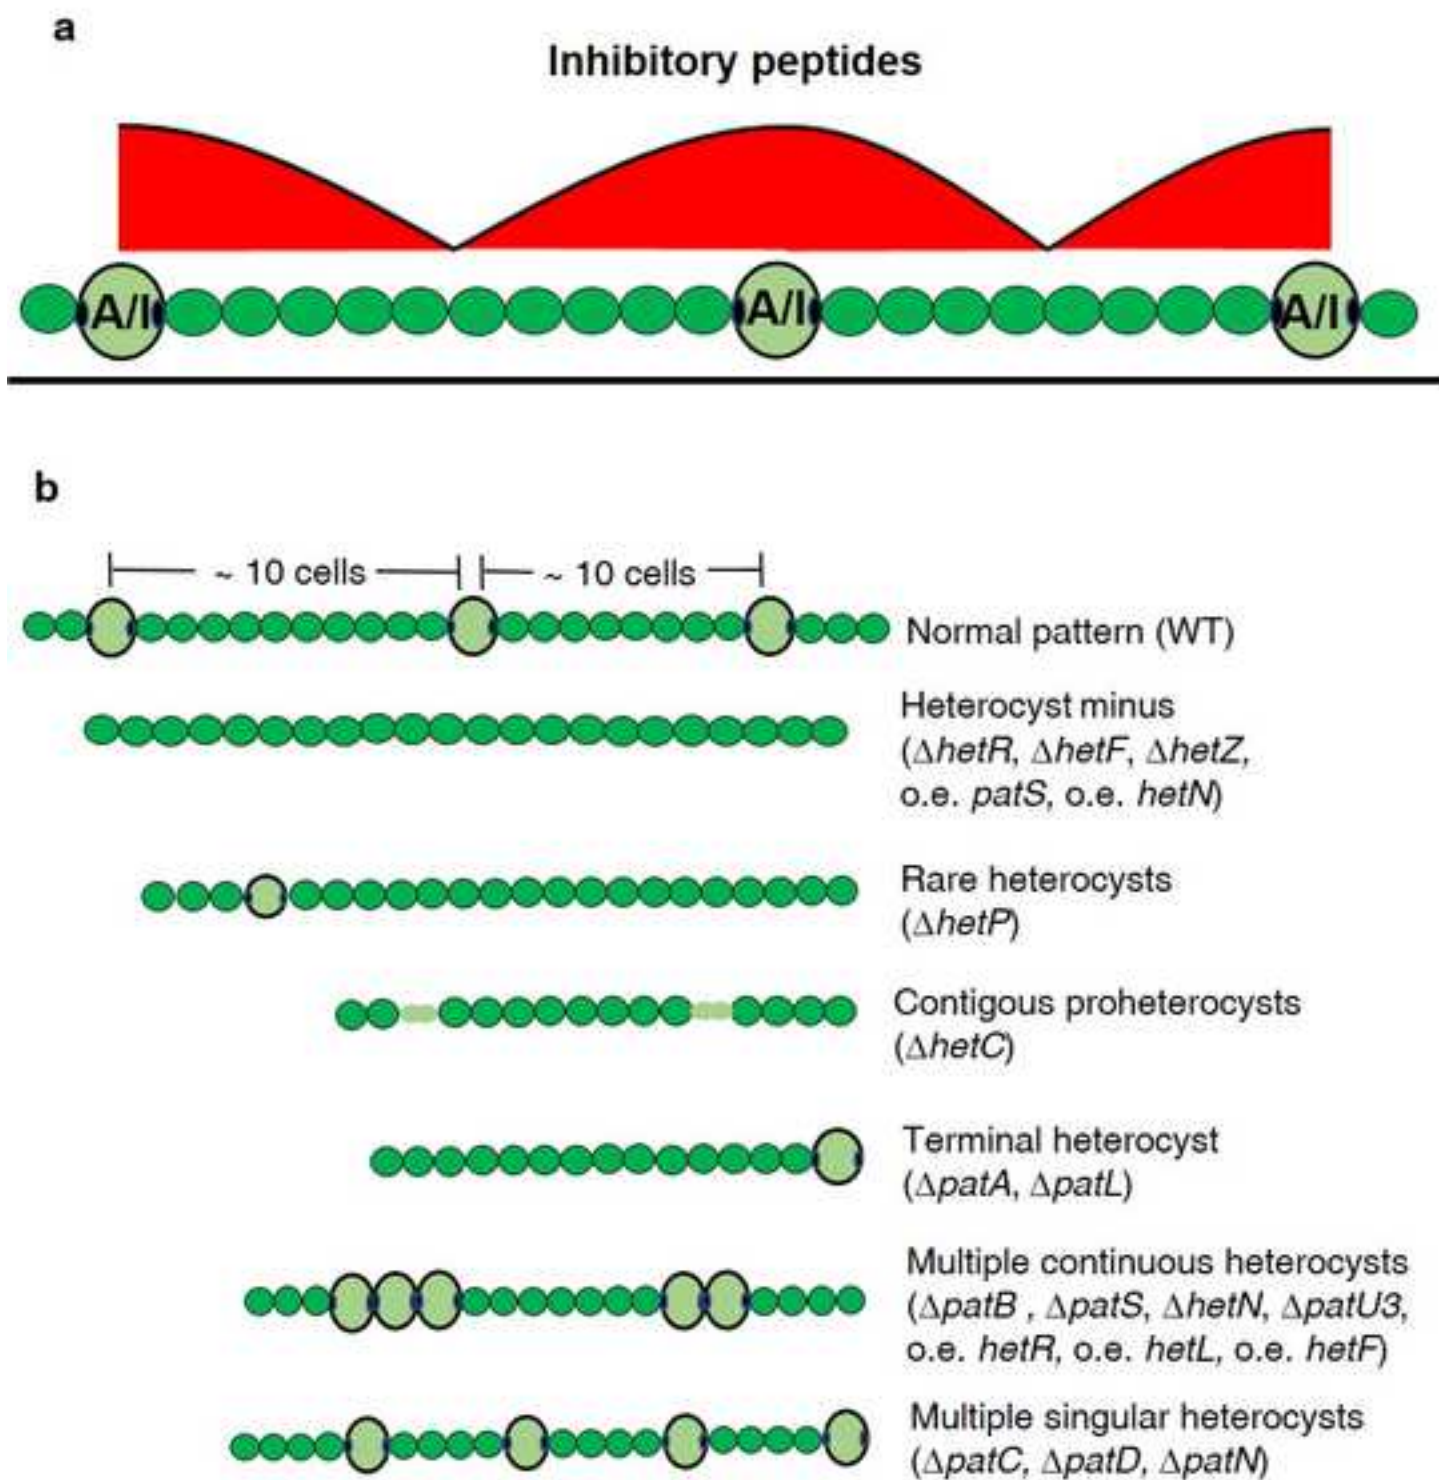 a
Inhibitory peptides
A/I
A/I
A/I
b
~ 10 cells
~ 10 cells
Normal pattern (WT)
Heterocyst minus
(ΔhetR, ΔhetF, ΔhetZ,
o.e. patS, o.e. hetN)
Rare heterocysts
(ΔhetP)
Contigous proheterocysts
(ΔhetC)
Terminal heterocyst
(ΔpatA, ΔpatL)
Multiple continuous heterocysts
(ΔpatB , ΔpatS, ΔhetN, ΔpatU3,
o.e. hetR, o.e. hetL, o.e. hetF)
Multiple singular heterocysts
(ΔpatC, ΔpatD, ΔpatN)